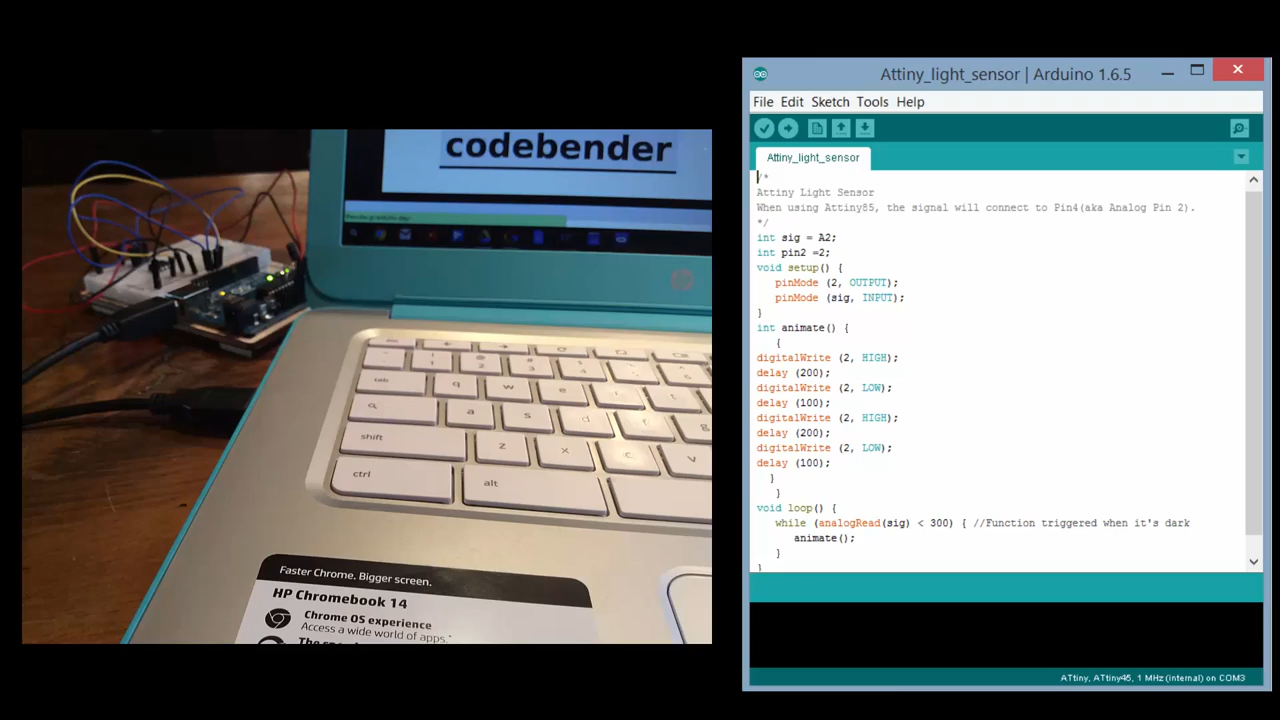 codebender
esc
1
@
2
#
3
tab
q
w
e
a
s
d
f
g
shift
z
x
c
v
ctrl
alt
Faster Chrome. Bigger screen.
HP Chromebook 14
Chrome OS experience
Access a wide world of apps.*
Attiny_light_sensor | Arduino 1.6.5
File Edit Sketch Tools Help
Attiny_light_sensor
/*
Attiny Light Sensor
When using Attiny85, the signal will connect to Pin4(aka Analog Pin 2).
*/
int sig = A2;
int pin2 =2;
void setup() {
pinMode (2, OUTPUT);
pinMode (sig, INPUT);
}
int animate() {
{
digitalWrite (2, HIGH);
delay (200);
digitalWrite (2, LOW);
delay (100);
digitalWrite (2, HIGH);
delay (200);
digitalWrite (2, LOW);
delay (100);
}
}
void loop() {
while (analogRead(sig) < 300) { //Function triggered when it's dark
animate();
}
}
ATtiny, ATtiny45, 1 MHz (internal) on COM3